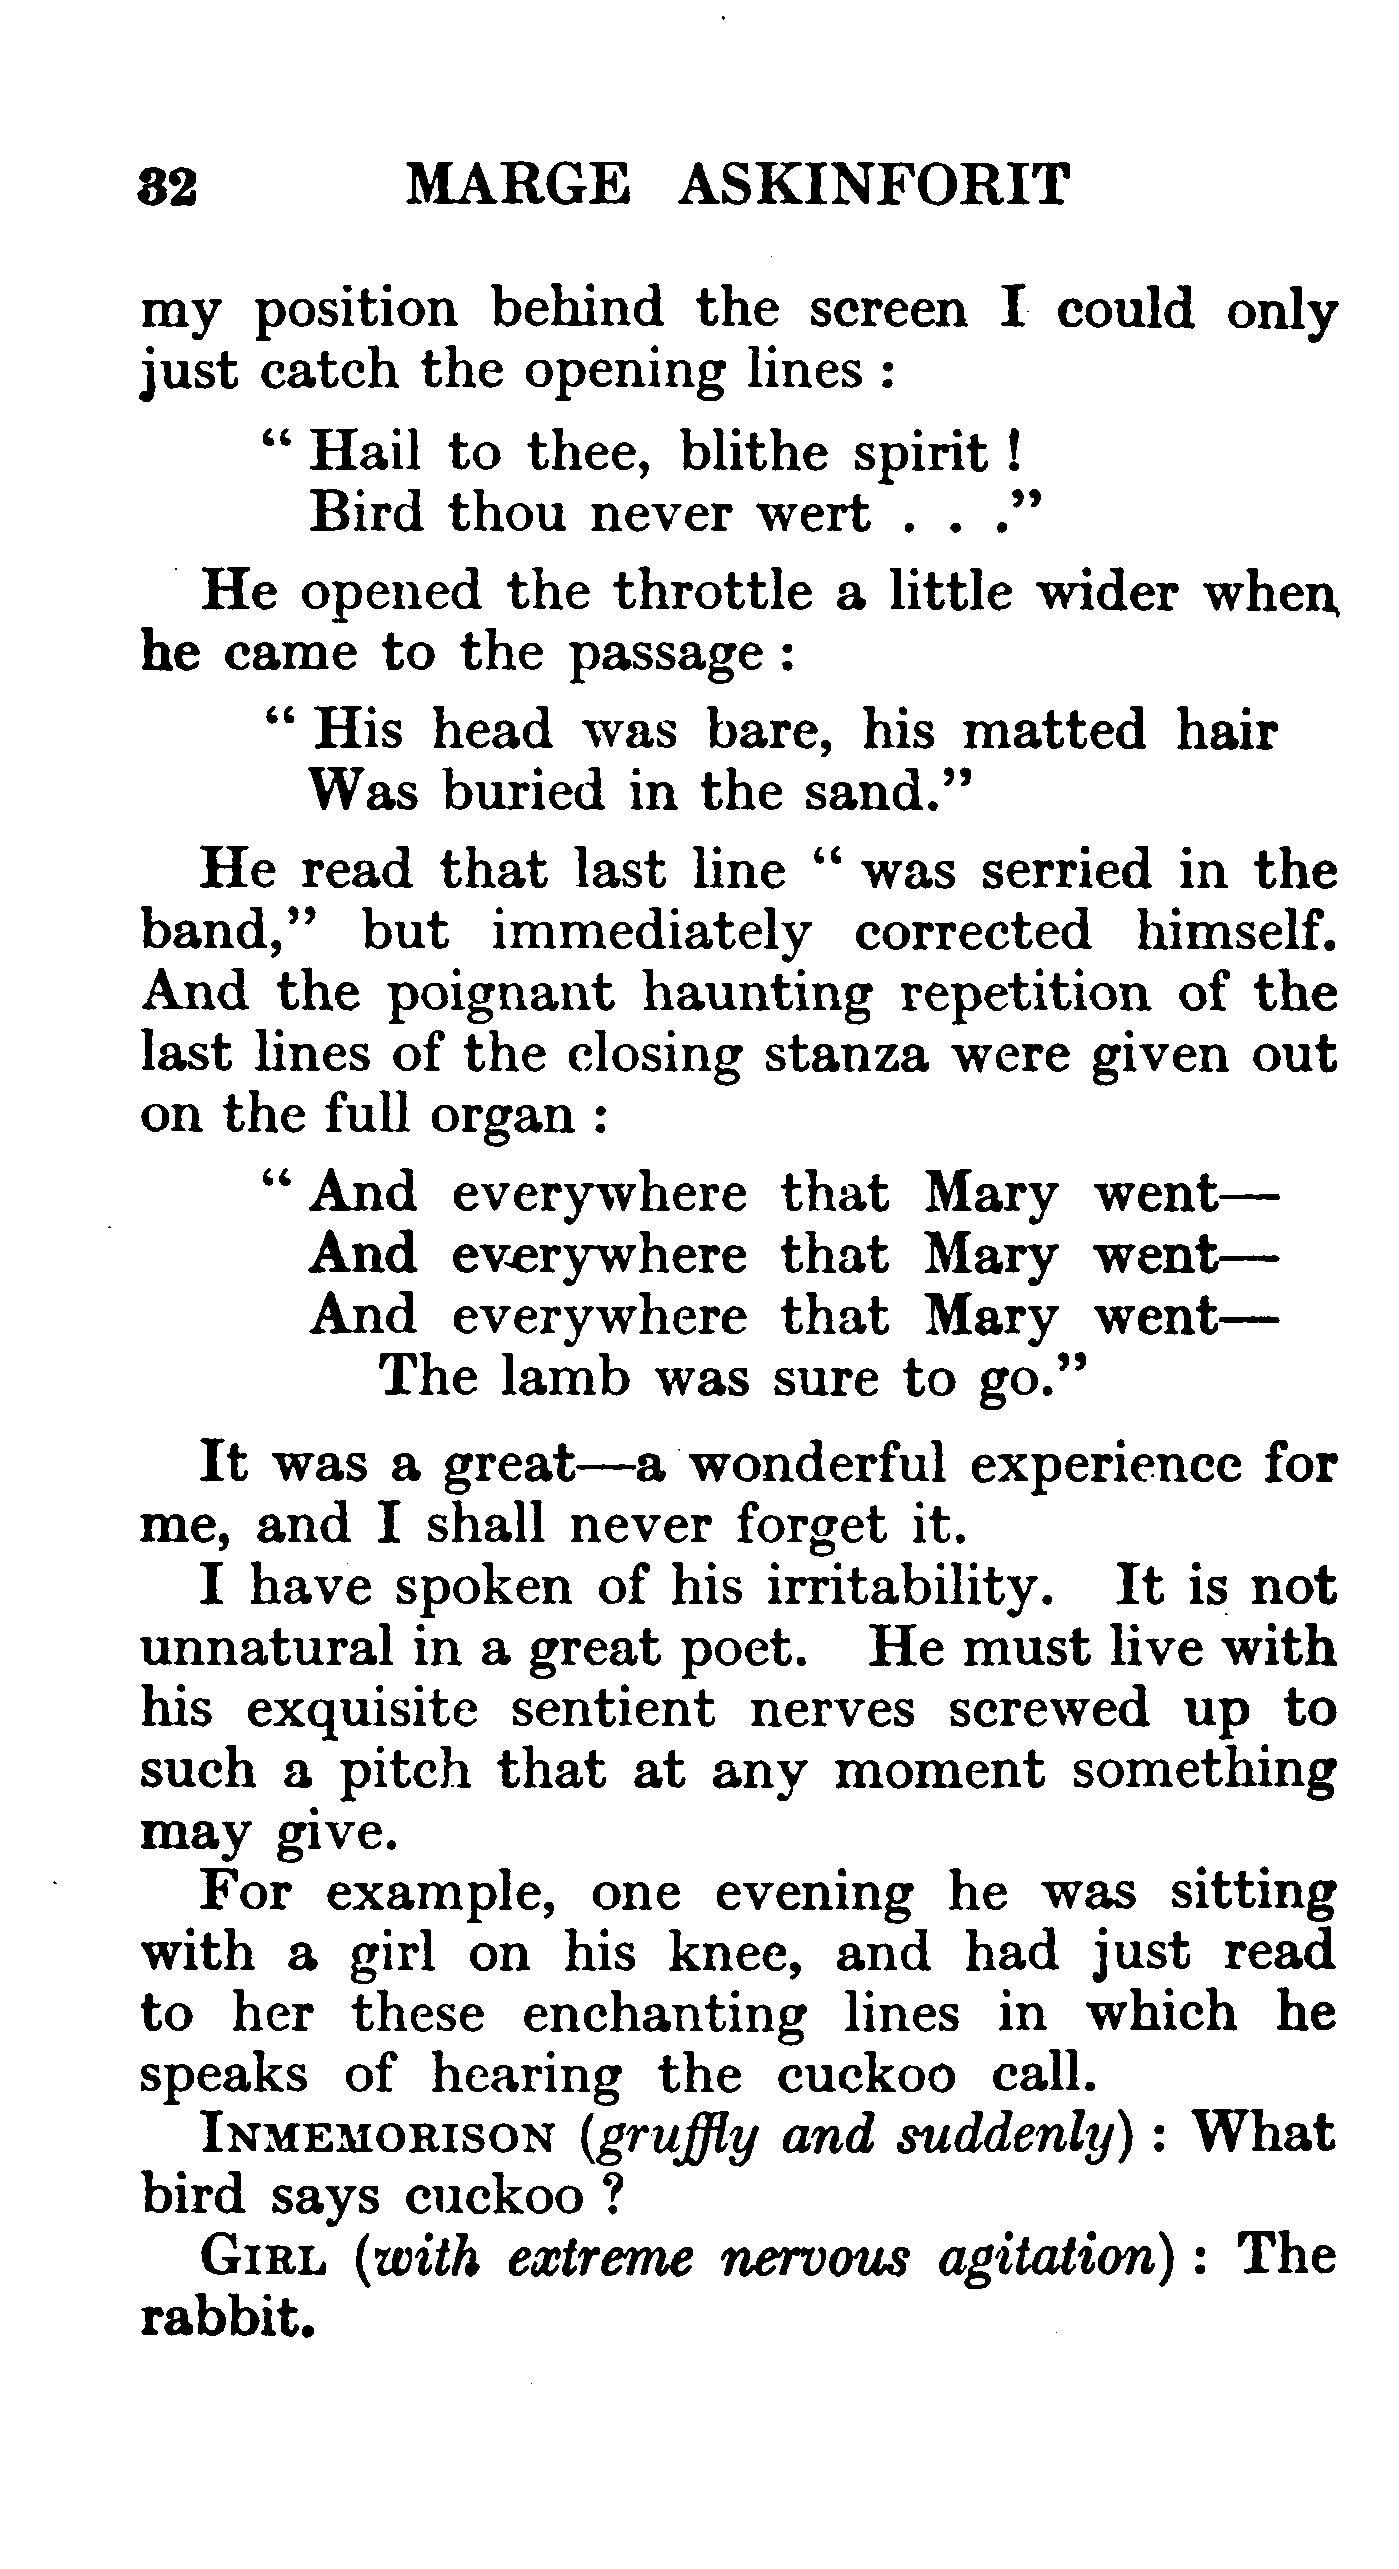 32 MARGE ASKINFORIT
my position behind the screen I could only
just catch the opening lines :
“ Hail to thee, blithe spirit !
Bird thou never wert . . .”
He opened the throttle a little wider when
he came to the passage :
“ His head was bare, his matted hair
Was buried in the sand.”
He read that last line “ was serried in the
band,” but immediately corrected himself.
And the poignant haunting repetition of the
last lines of the closing stanza were given out
on the full organ :
“ And everywhere that Mary went—
And everywhere that Mary went—
And everywhere that Mary went—
The lamb was sure to go.”
It was a great—a wonderful experience for
me, and I shall never forget it.
I have spoken of his irritability. It is not
unnatural in a great poet. He must live with
his exquisite sentient nerves screwed up to
such a pitch that at any moment something
may give.
For example, one evening he was sitting
with a girl on his knee, and had just read
to her these enchanting lines in which he
speaks of hearing the cuckoo call.
INMEMORISON (gruffly and suddenly) : What
bird says cuckoo ?
GIRL (with extreme nervous agitation) : The
rabbit.